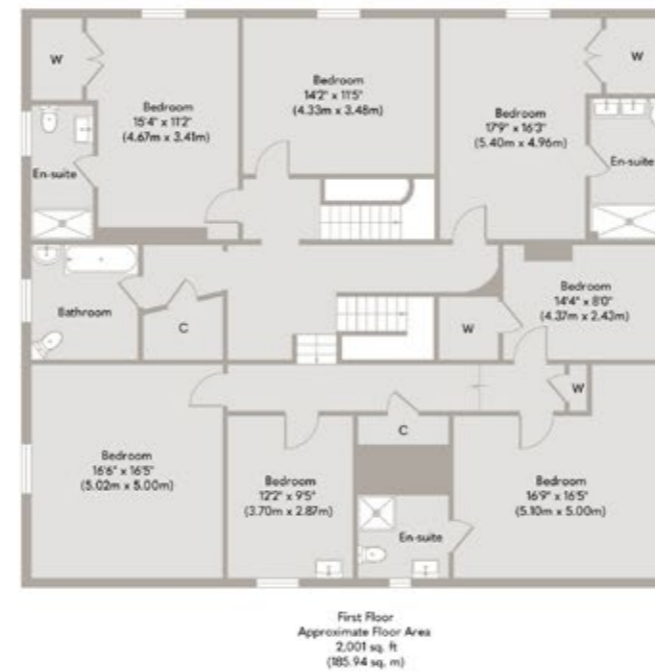 W
Bedroom
15'4" x 11'2"
(4.67m x 3.41m)
Bedroom
14'2" x 11'5"
(4.33m x 3.48m)
Bedroom
17'9" x 16'3"
(5.40m x 4.96m)
W
En-suite
En-suite
Bathroom
C
W
Bedroom
14'4" x 8'0"
(4.37m x 2.43m)
W
Bedroom
16'6" x 16'5"
(5.02m x 5.00m)
Bedroom
12'2" x 9'5"
(3.70m x 2.87m)
C
En-suite
Bedroom
16'9" x 16'5"
(5.10m x 5.00m)
First Floor
Approximate Floor Area
2,001 sq. ft
(185.94 sq. m)